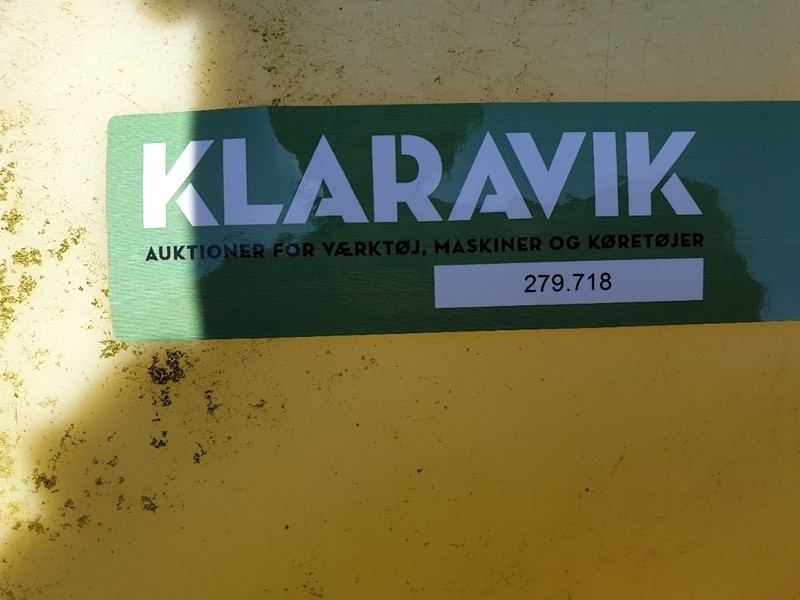 KLARAVIK
AUKTIONER FOR VÆRKTØJ, MASKINER OG KØRETØJER
279.718